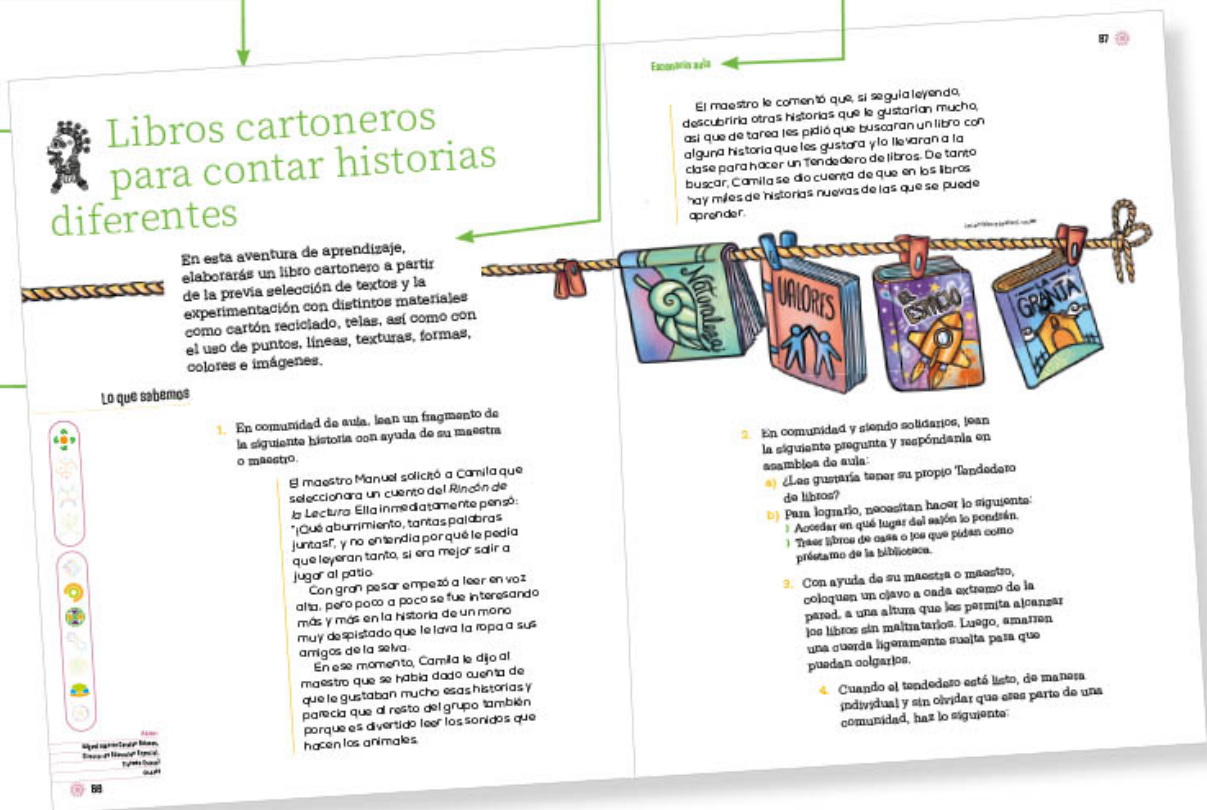 Libros cartoneros
para contar historias
diferentes
En esta aventura de aprendizaje,
elaborarás un libro cartonero a partir
de la previa selección de textos y la
experimentación con distintos materiales
como cartón reciclado, telas, así como con
el uso de puntos, líneas, texturas, formas,
colores e imágenes.
Lo que sabemos
1. En comunidad de aula, lean un fragmento de
la siguiente historia con ayuda de su maestra
o maestro.
El maestro Manuel solicitó a Camila que
seleccionara un cuento del Rincón de
la Lectura. Ella inmediatamente pensó:
"¡Qué aburrimiento, tantas palabras
juntas!", y no entendía por qué le pedía
que leyeran tanto, si era mejor salir a
jugar al patio.
Con gran pesar empezó a leer en voz
alta, pero poco a poco se fue interesando
más y más en la historia de un mono
muy despistado que le lava la ropa a sus
amigos de la selva.
En ese momento, Camila le dijo al
maestro que se había dado cuenta de
que le gustaban mucho esas historias y
parecía que al resto del grupo también
porque es divertido leer los sonidos que
hacen los animales.
86
87
Escenario aula
El maestro le comentó que, si seguía leyendo,
descubriría otras historias que le gustarían mucho,
así que de tarea les pidió que buscaran un libro con
alguna historia que les gustara y lo llevaran a la
clase para hacer un Tendedero de libros. De tanto
buscar, Camila se dio cuenta de que en los libros
hay miles de historias nuevas de las que se puede
aprender.
Naturaleza
VALORES
EL
ESPACIO
LA
GRANJA
2. En comunidad y siendo solidarios, lean
la siguiente pregunta y respóndanla en
asamblea de aula:
a) ¿Les gustaría tener su propio Tendedero
de libros?
b) Para lograrlo, necesitan hacer lo siguiente:
Acordar en qué lugar del salón lo pondrán.
Traer libros de casa o los que pidan como
préstamo de la biblioteca.
3. Con ayuda de su maestra o maestro,
coloquen un clavo a cada extremo de la
pared, a una altura que les permita alcanzar
los libros sin maltratarlos. Luego, amarren
una cuerda ligeramente suelta para que
puedan colgarlos.
4. Cuando el tendedero esté listo, de manera
individual y sin olvidar que eres parte de una
comunidad, haz lo siguiente: